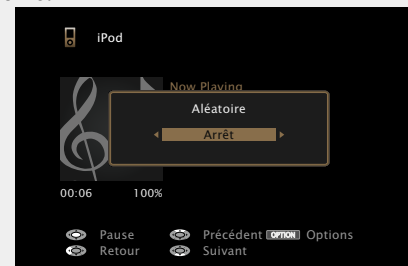 iPod
Now Playing
Aléatoire
Arrêt
00:06 100%
Pause Précédent OPTION Options
Retour Suivant